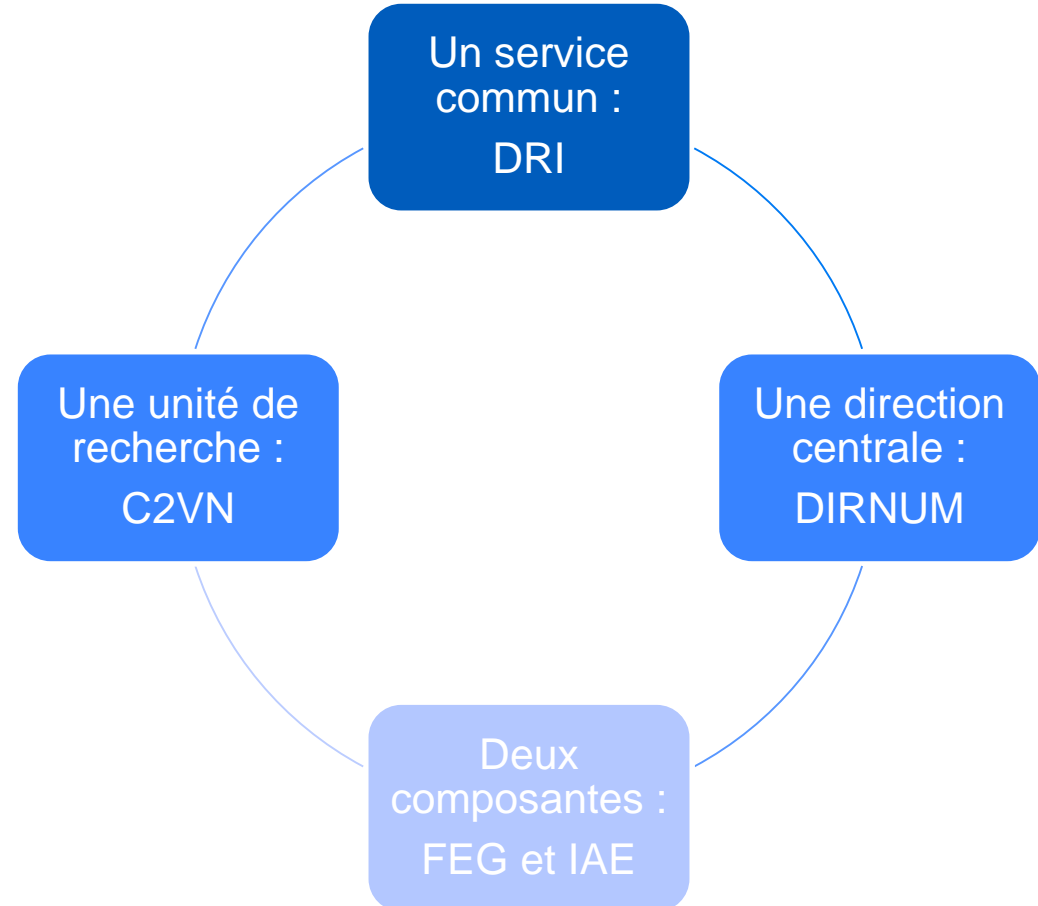 Un service
commun :
DRI
Une unité de
recherche :
C2VN
Une direction
centrale :
DIRNUM
Deux
composantes :
FEG et IAE